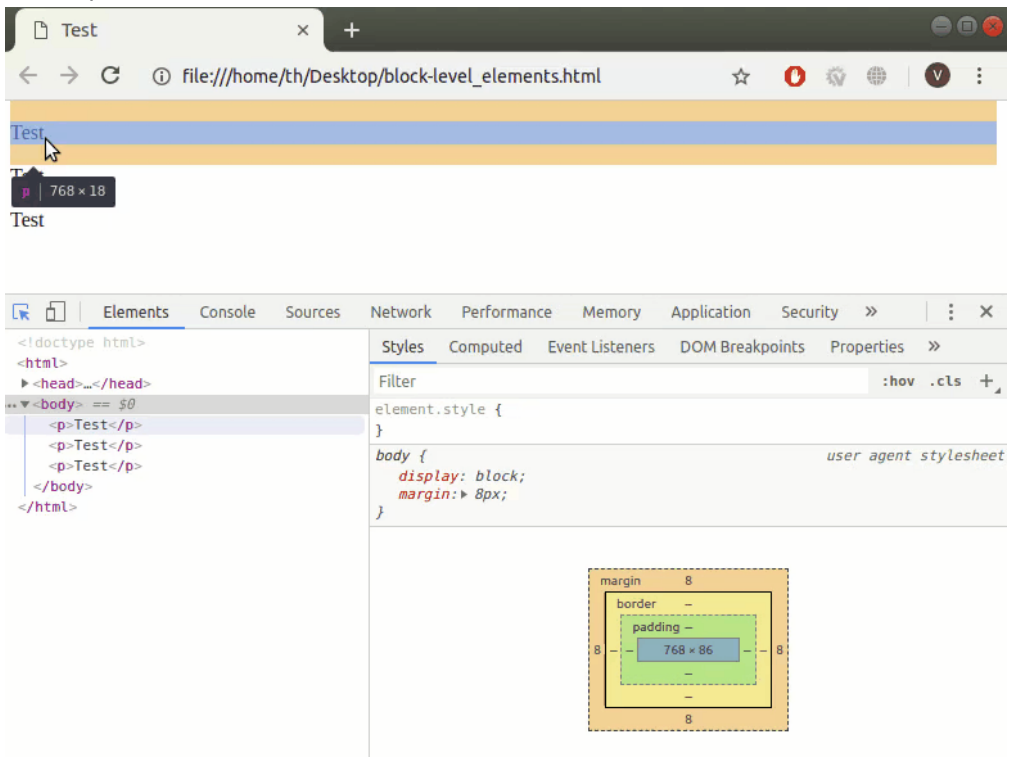 Test
file:///home/th/Desktop/block-level_elements.html
V
Test
p 768 × 18
Test
Elements Console Sources Network Performance Memory Application Security »
<!doctype html>
<html>
<head>…</head>
<body> == $0
<p>Test</p>
<p>Test</p>
<p>Test</p>
</body>
</html>
Styles Computed Event Listeners DOM Breakpoints Properties »
Filter :hov .cls +
element.style {
}
body { user agent stylesheet
display: block;
margin: 8px;
}
margin 8
border –
padding –
8 – – 768 × 86 – – 8
–
–
8